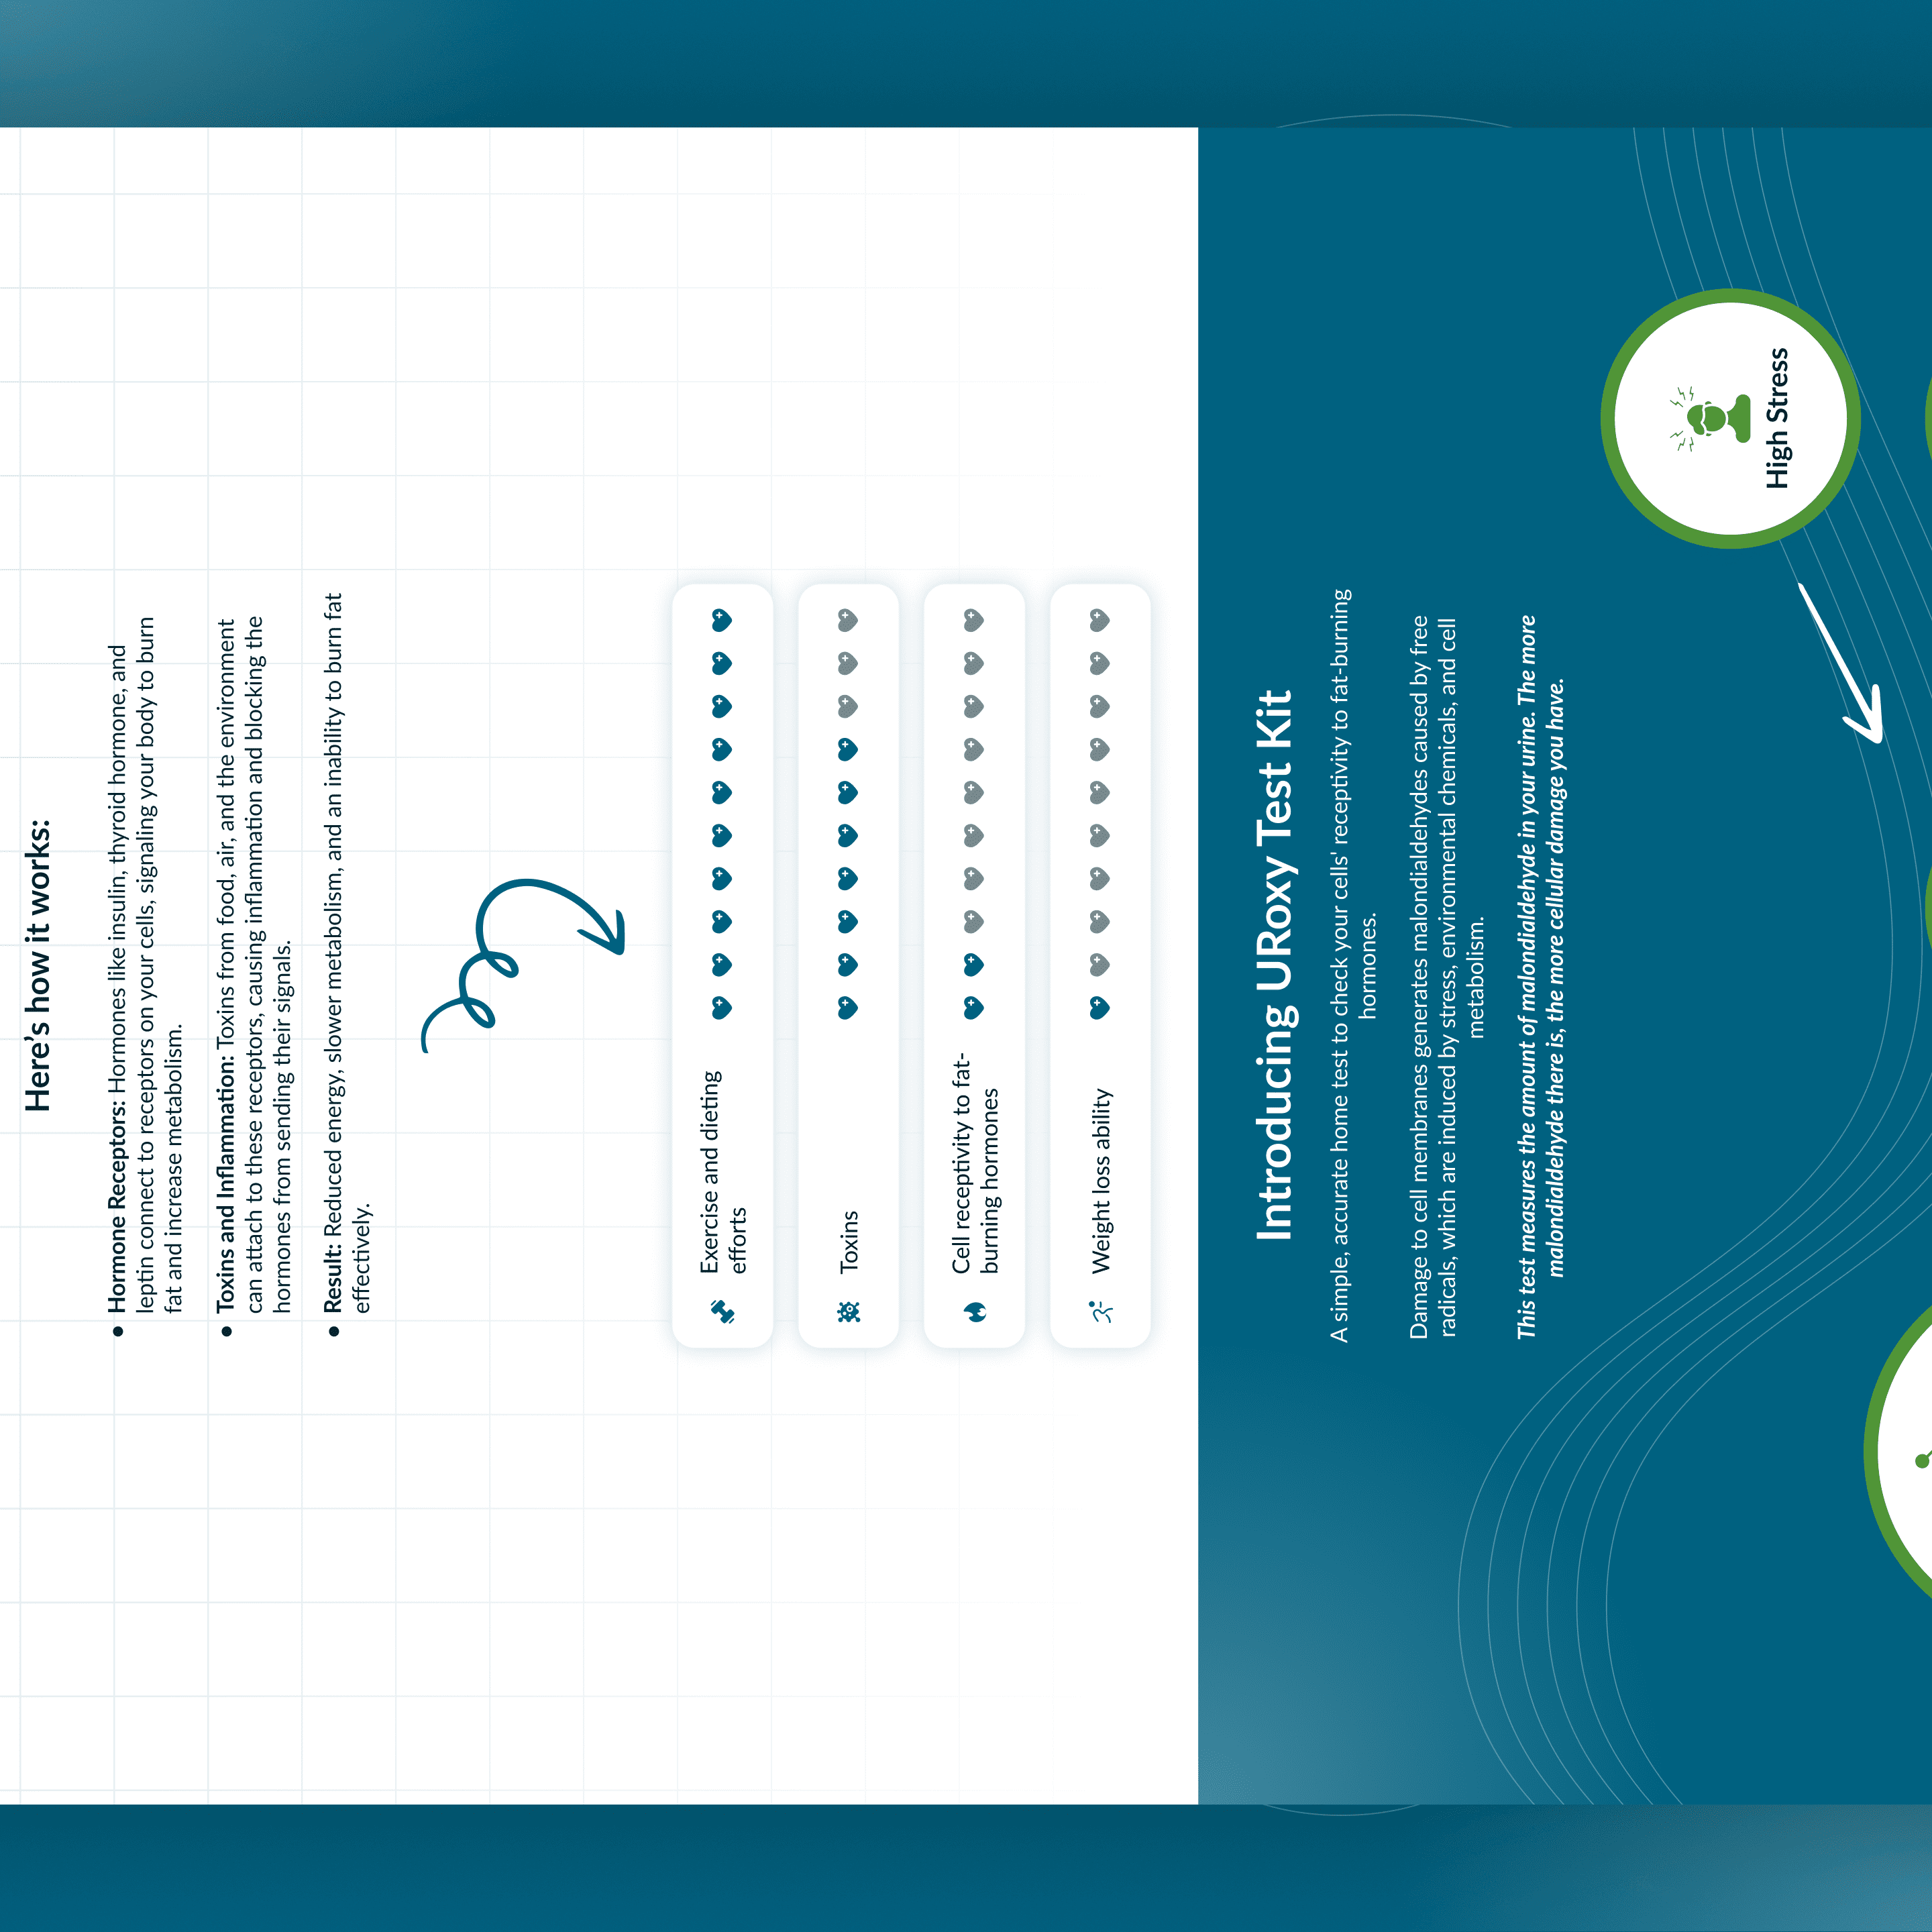 Here’s how it works:
• Hormone Receptors: Hormones like insulin, thyroid hormone, and
leptin connect to receptors on your cells, signaling your body to burn
fat and increase metabolism.
• Toxins and Inflammation: Toxins from food, air, and the environment
can attach to these receptors, causing inflammation and blocking the
hormones from sending their signals.
• Result: Reduced energy, slower metabolism, and an inability to burn fat
effectively.
Exercise and dieting
efforts
Toxins
Cell receptivity to fat-
burning hormones
Weight loss ability
Introducing URoxy Test Kit
A simple, accurate home test to check your cells' receptivity to fat-burning
hormones.
Damage to cell membranes generates malondialdehydes caused by free
radicals, which are induced by stress, environmental chemicals, and cell
metabolism.
This test measures the amount of malondialdehyde in your urine. The more
malondialdehyde there is, the more cellular damage you have.
High Stress